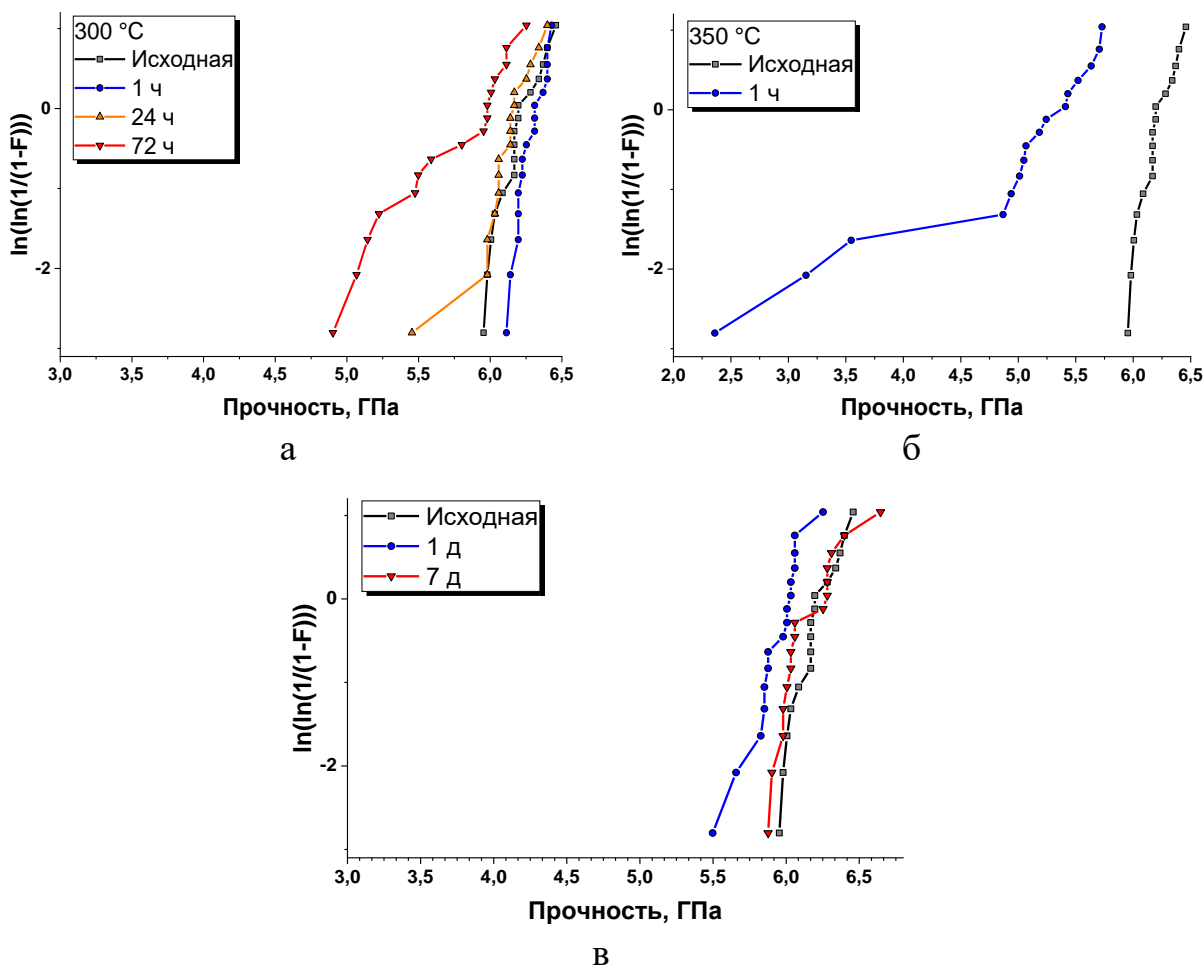 300 °C
Исходная
1 ч
24 ч
72 ч
ln(ln(1/(1-F)))
0
-2
3,0 3,5 4,0 4,5 5,0 5,5 6,0 6,5
Прочность, ГПа
а
350 °C
Исходная
1 ч
ln(ln(1/(1-F)))
0
-2
2,0 2,5 3,0 3,5 4,0 4,5 5,0 5,5 6,0 6,5
Прочность, ГПа
б
Исходная
1 д
7 д
ln(ln(1/(1-F)))
0
-2
3,0 3,5 4,0 4,5 5,0 5,5 6,0 6,5
Прочность, ГПа
в